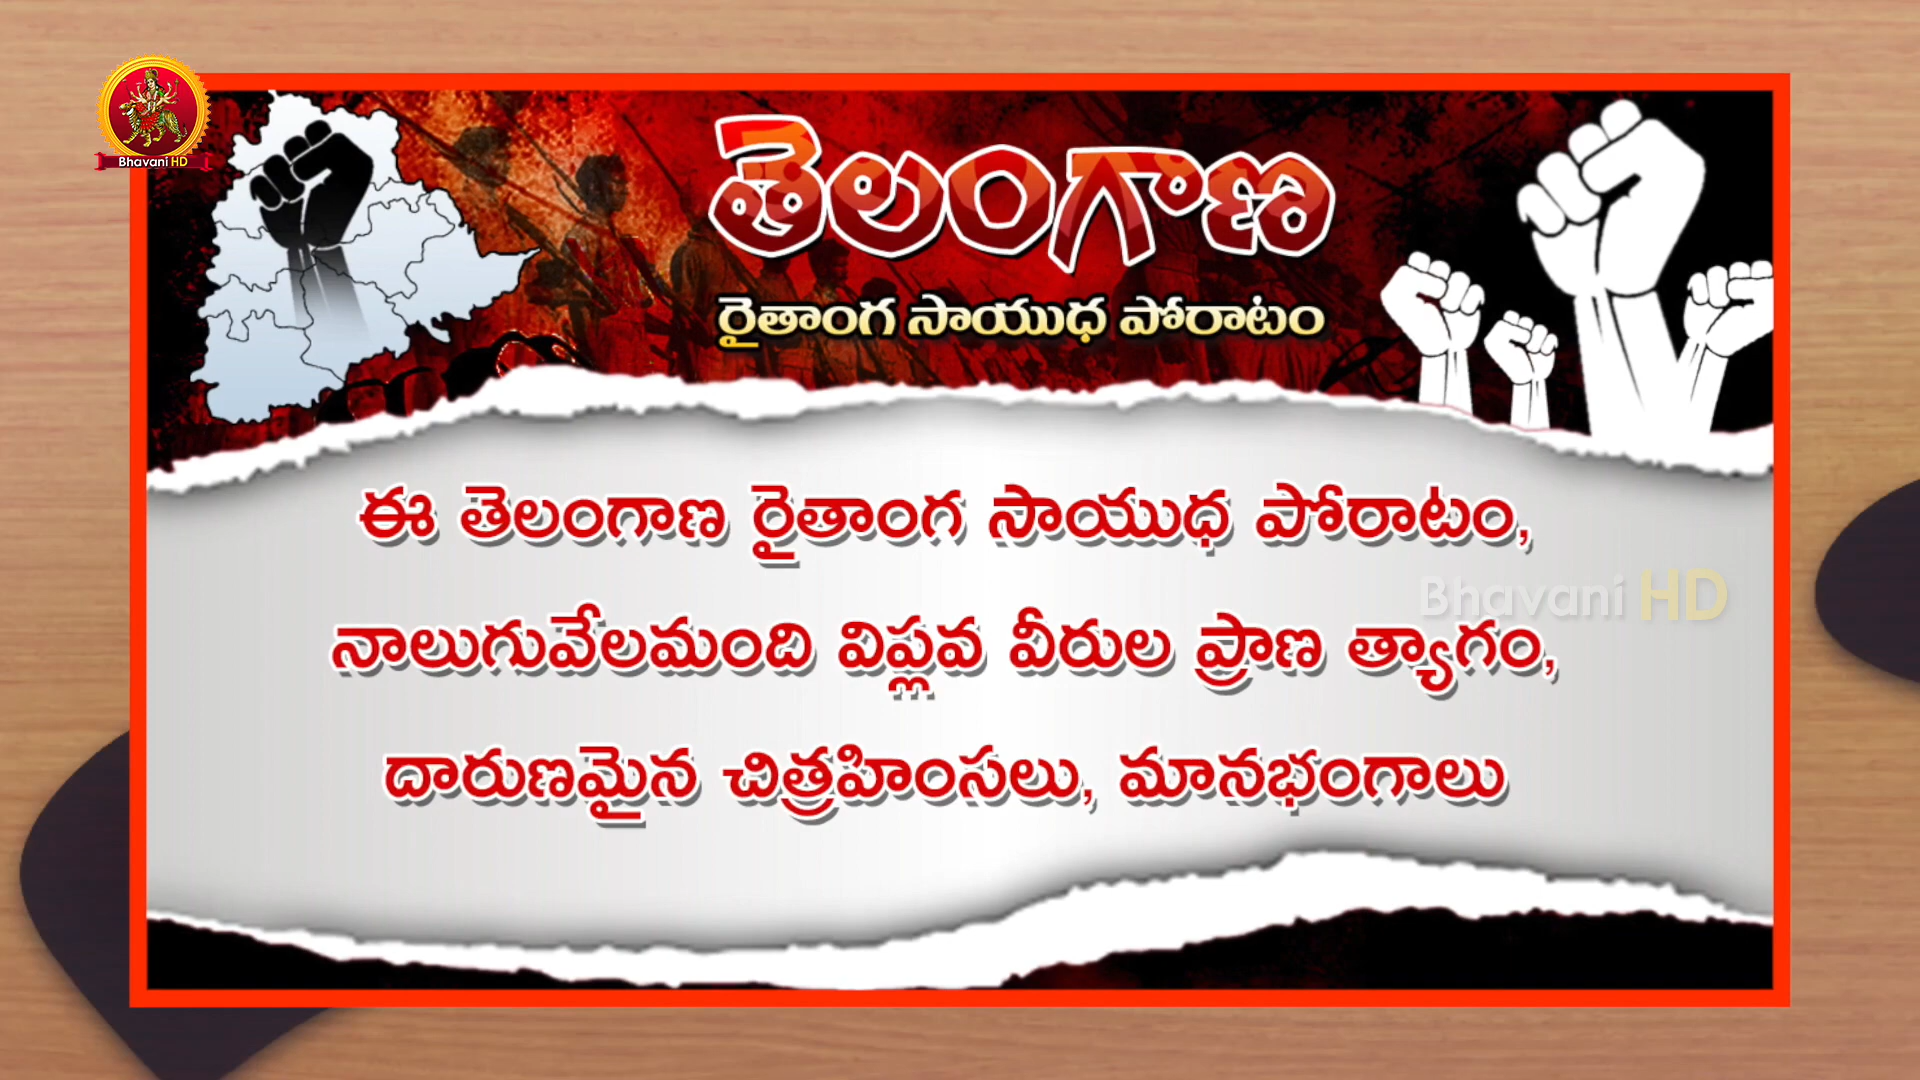 Bhavani HD
తెలంగాణ
రైతాంగ సాయుధ పోరాటం
ఈ తెలంగాణ రైతాంగ సాయుధ పోరాటం,
Bhavani HD
నాలుగువేలమంది విప్లవ వీరుల ప్రాణ త్యాగం,
దారుణమైన చిత్రహింసలు, మానభంగాలు